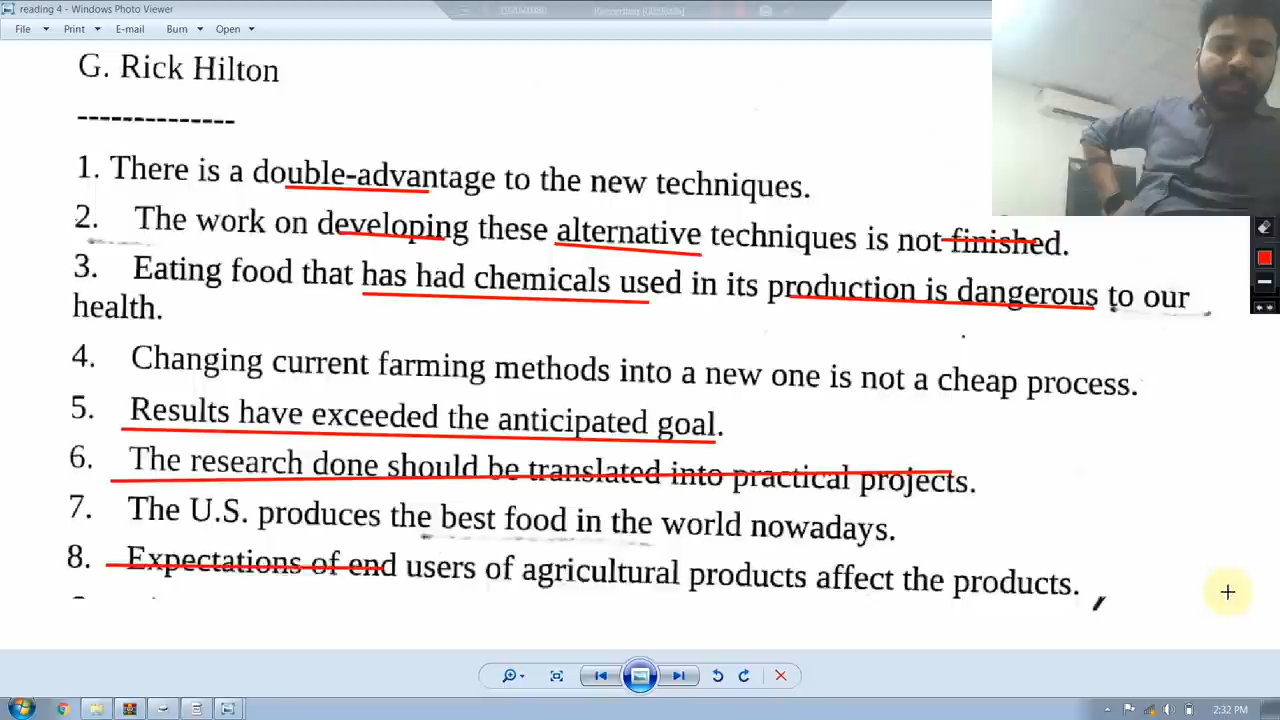 reading 4 - Windows Photo Viewer
File Print E-mail Burn Open
G. Rick Hilton
--------------
1. There is a double-advantage to the new techniques.
2. The work on developing these alternative techniques is not finished.
3. Eating food that has had chemicals used in its production is dangerous to our
health.
4. Changing current farming methods into a new one is not a cheap process.
5. Results have exceeded the anticipated goal.
6. The research done should be translated into practical projects.
7. The U.S. produces the best food in the world nowadays.
8. Expectations of end users of agricultural products affect the products.
2:32 PM